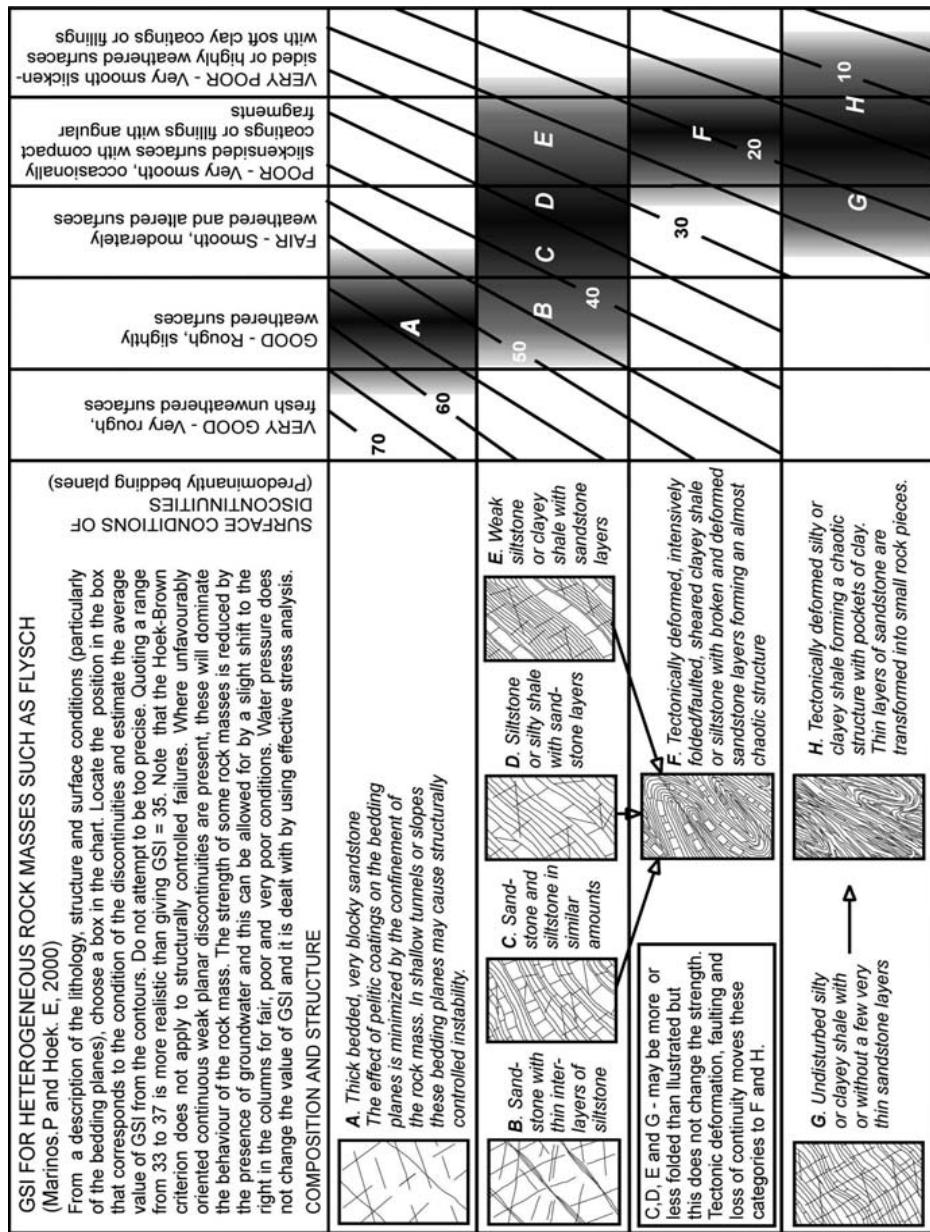 GSI FOR HETEROGENEOUS ROCK MASSES SUCH AS FLYSCH
(Marinos.P and Hoek. E, 2000)
From a description of the lithology, structure and surface conditions (particularly
of the bedding planes), choose a box in the chart. Locate the position in the box
that corresponds to the condition of the discontinuities and estimate the average
value of GSI from the contours. Do not attempt to be too precise. Quoting a range
from 33 to 37 is more realistic than giving GSI = 35. Note that the Hoek-Brown
criterion does not apply to structurally controlled failures. Where unfavourably
oriented continuous weak planar discontinuities are present, these will dominate
the behaviour of the rock mass. The strength of some rock masses is reduced by
the presence of groundwater and this can be allowed for by a slight shift to the
right in the columns for fair, poor and very poor conditions. Water pressure does
not change the value of GSI and it is dealt with by using effective stress analysis.
COMPOSITION AND STRUCTURE
SURFACE CONDITIONS OF
DISCONTINUITIES
(Predominantly bedding planes)
VERY GOOD - Very rough,
fresh unweathered surfaces
GOOD - Rough, slightly
weathered surfaces
FAIR - Smooth, moderately
weathered and altered surfaces
POOR - Very smooth, occasionally
slickensided surfaces with compact
coatings or fillings with angular
fragments
VERY POOR - Very smooth slicken-
sided or highly weathered surfaces
with soft clay coatings or fillings
A. Thick bedded, very blocky sandstone
The effect of pelitic coatings on the bedding
planes is minimized by the confinement of
the rock mass. In shallow tunnels or slopes
these bedding planes may cause structurally
controlled instability.
70
60
A
B. Sand-
stone with
thin inter-
layers of
siltstone
C. Sand-
stone and
siltstone in
similar
amounts
D. Siltstone
or silty shale
with sand-
stone layers
E. Weak
siltstone
or clayey
shale with
sandstone
layers
50
B
40
C
D
E
C,D, E and G - may be more or
less folded than llustrated but
this does not change the strength.
Tectonic deformation, faulting and
loss of continuity moves these
categories to F and H.
F. Tectonically deformed, intensively
folded/faulted, sheared clayey shale
or siltstone with broken and deformed
sandstone layers forming an almost
chaotic structure
30
F
20
G. Undisturbed silty
or clayey shale with
or without a few very
thin sandstone layers
H. Tectonically deformed silty or
clayey shale forming a chaotic
structure with pockets of clay.
Thin layers of sandstone are
transformed into small rock pieces.
G
H
10